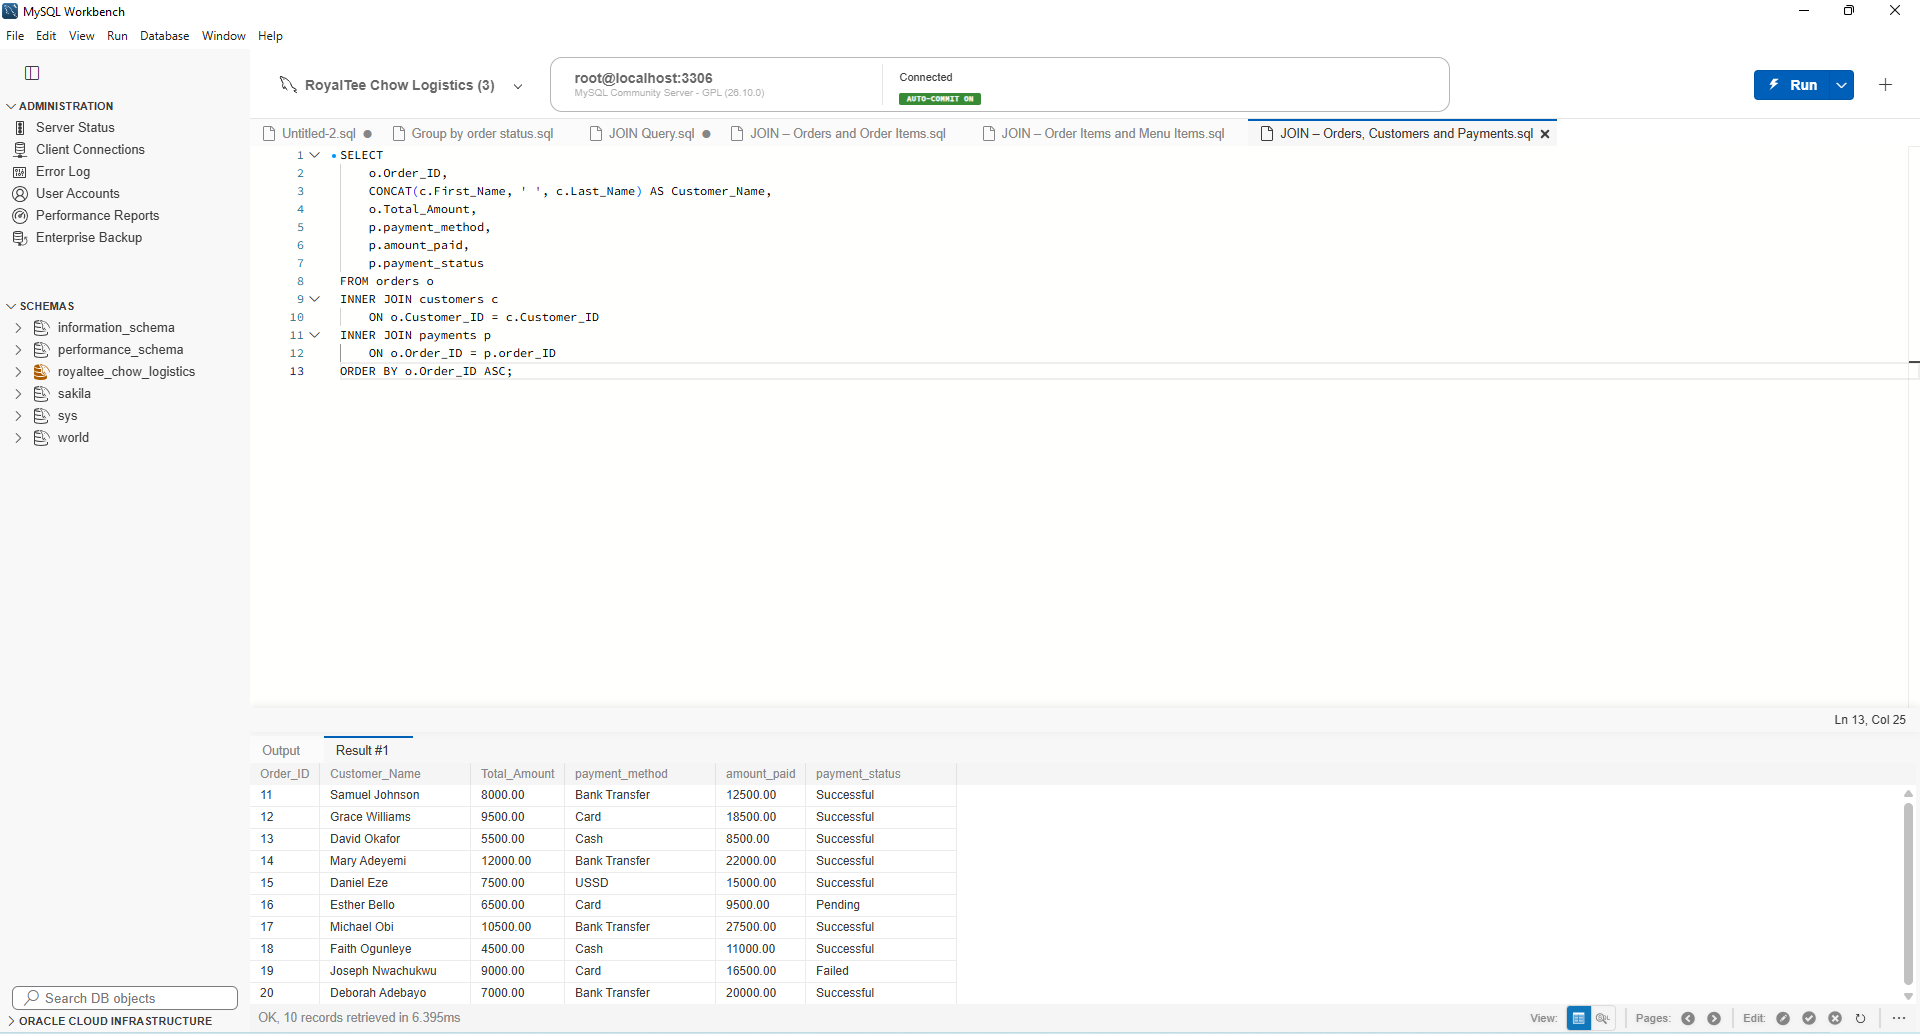 MySQL Workbench
File Edit View Run Database Window Help
ADMINISTRATION
Server Status
Client Connections
Error Log
User Accounts
Performance Reports
Enterprise Backup
SCHEMAS
information_schema
performance_schema
royaltee_chow_logistics
sakila
sys
world
Search DB objects
ORACLE CLOUD INFRASTRUCTURE
RoyalTee Chow Logistics (3)
root@localhost:3306
MySQL Community Server - GPL (26.10.0)
Connected
AUTO-COMMIT ON
Run
Untitled-2.sql Group by order status.sql JOIN Query.sql JOIN – Orders and Order Items.sql JOIN – Order Items and Menu Items.sql JOIN – Orders, Customers and Payments.sql
1 SELECT
2 o.Order_ID,
3 CONCAT(c.First_Name, ' ', c.Last_Name) AS Customer_Name,
4 o.Total_Amount,
5 p.payment_method,
6 p.amount_paid,
7 p.payment_status
8 FROM orders o
9 INNER JOIN customers c
10 ON o.Customer_ID = c.Customer_ID
11 INNER JOIN payments p
12 ON o.Order_ID = p.order_ID
13 ORDER BY o.Order_ID ASC;
Ln 13, Col 25
Output Result #1
Order_ID Customer_Name Total_Amount payment_method amount_paid payment_status
11 Samuel Johnson 8000.00 Bank Transfer 12500.00 Successful
12 Grace Williams 9500.00 Card 18500.00 Successful
13 David Okafor 5500.00 Cash 8500.00 Successful
14 Mary Adeyemi 12000.00 Bank Transfer 22000.00 Successful
15 Daniel Eze 7500.00 USSD 15000.00 Successful
16 Esther Bello 6500.00 Card 9500.00 Pending
17 Michael Obi 10500.00 Bank Transfer 27500.00 Successful
18 Faith Ogunleye 4500.00 Cash 11000.00 Successful
19 Joseph Nwachukwu 9000.00 Card 16500.00 Failed
20 Deborah Adebayo 7000.00 Bank Transfer 20000.00 Successful
OK, 10 records retrieved in 6.395ms
View: Pages: Edit: